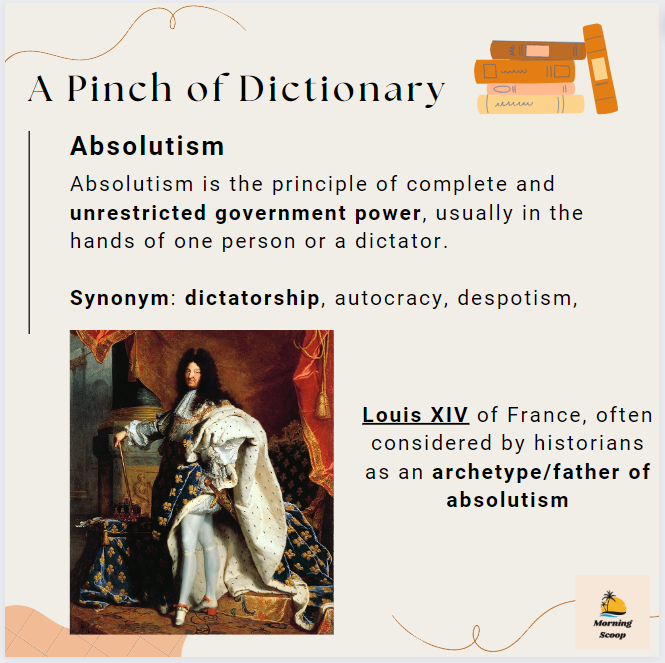 A Pinch of Dictionary
Absolutism
Absolutism is the principle of complete and
unrestricted government power, usually in the
hands of one person or a dictator.
Synonym: dictatorship, autocracy, despotism,
Louis XIV of France, often
considered by historians
as an archetype/father of
absolutism
Morning
Scoop